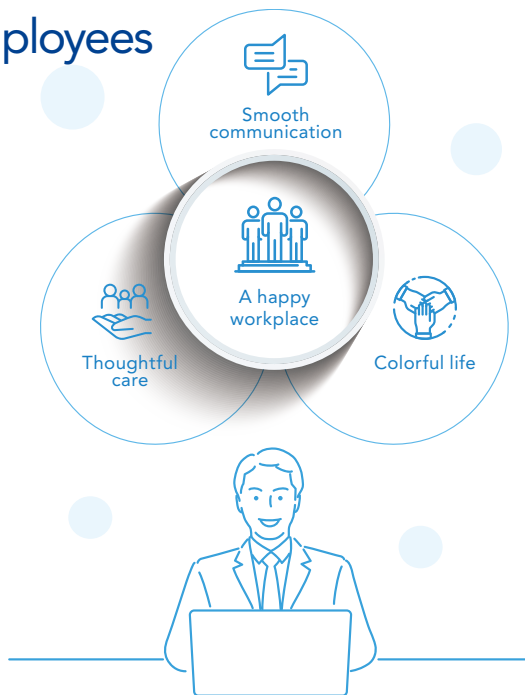 ployees
Smooth
communication
A happy
workplace
Thoughtful
care
Colorful life